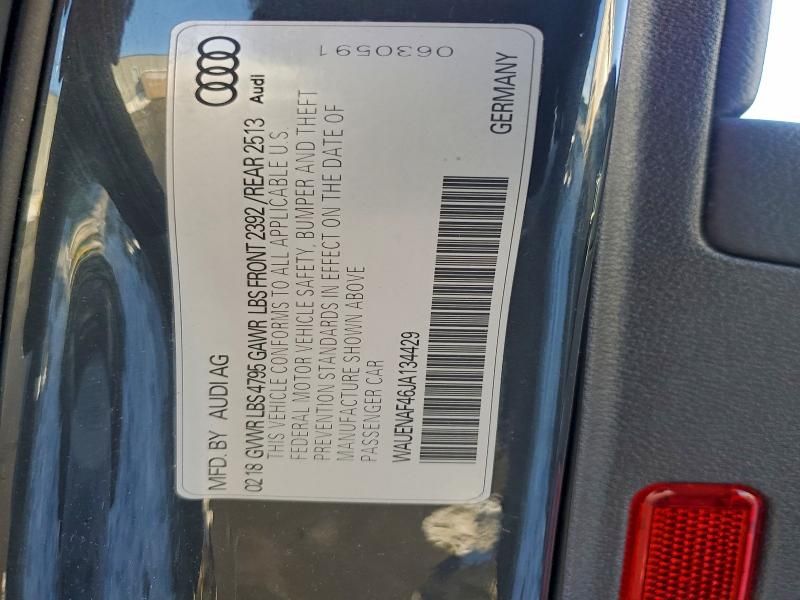 MFD. BY AUDI AG
02 18 GVWR LBS 4795 GAWR LBS FRONT 2392 / REAR 2513
THIS VEHICLE CONFORMS TO ALL APPLICABLE U.S.
FEDERAL MOTOR VEHICLE SAFETY, BUMPER AND THEFT
PREVENTION STANDARDS IN EFFECT ON THE DATE OF
MANUFACTURE SHOWN ABOVE
PASSENGER CAR
WAUENAF46JA134429
Audi
0630591
GERMANY